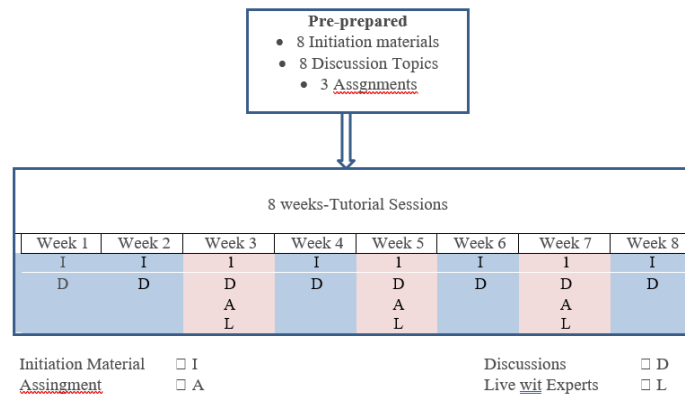 Pre-prepared
• 8 Initiation materials
• 8 Discussion Topics
• 3 Assgnments
8 weeks-Tutorial Sessions
Week 1 Week 2 Week 3 Week 4 Week 5 Week 6 Week 7 Week 8
I I 1 I 1 I 1 I
D D D D D D D D
A A A
L L L
Initiation Material □ I Discussions □ D
Assingment □ A Live wit Experts □ L